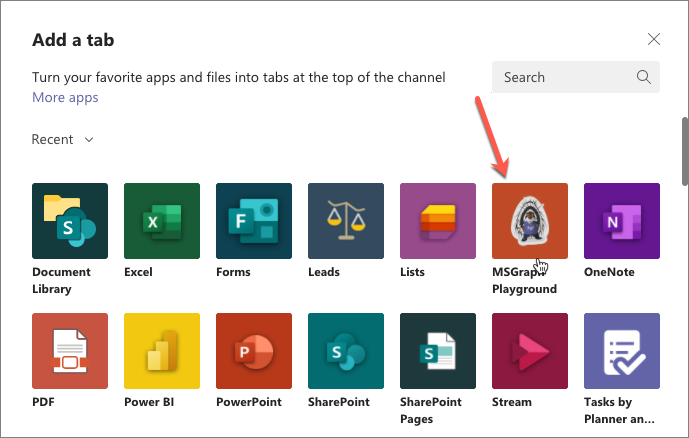 Add a tab
Turn your favorite apps and files into tabs at the top of the channel
Search
More apps
Recent
Document
Library
Excel
Forms
Leads
Lists
MSGraph
Playground
OneNote
PDF
Power BI
PowerPoint
SharePoint
SharePoint
Pages
Stream
Tasks by
Planner an...